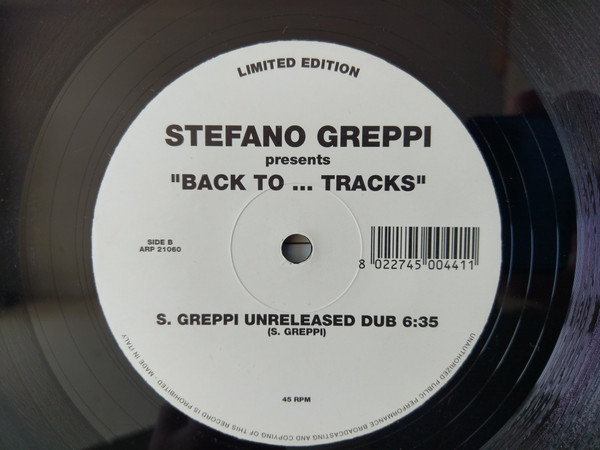 LIMITED EDITION
STEFANO GREPPI
presents
"BACK TO ... TRACKS"
SIDE B
ARP 21060
8 022745 004411
S. GREPPI UNRELEASED DUB 6:35
(S. GREPPI)
45 RPM
UNAUTHORIZED PUBLIC PERFORMANCE BROADCASTING AND COPYING OF THIS RECORD IS PROHIBITED - MADE IN ITALY